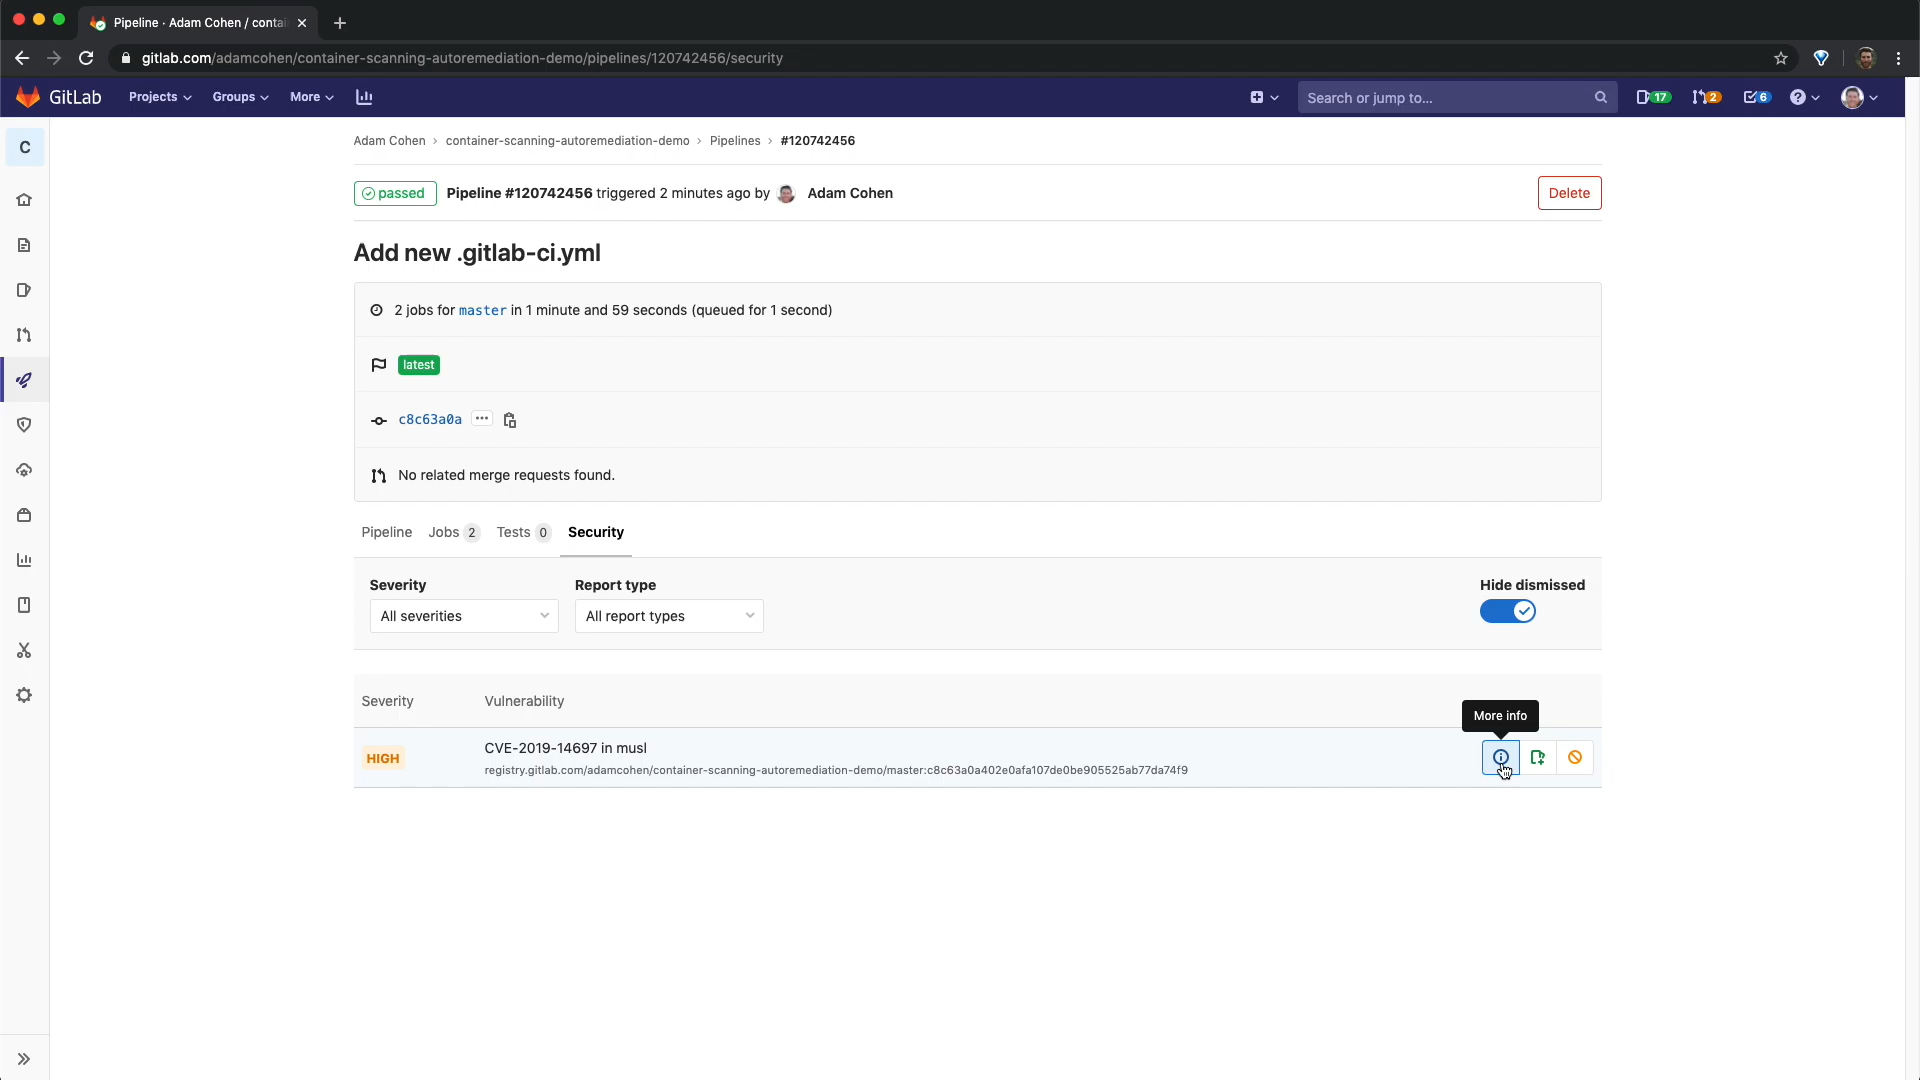 Pipeline · Adam Cohen / contai
gitlab.com/adamcohen/container-scanning-autoremediation-demo/pipelines/120742456/security
GitLab Projects Groups More Search or jump to... 17 2 6
C
Adam Cohen › container-scanning-autoremediation-demo › Pipelines › #120742456
passed Pipeline #120742456 triggered 2 minutes ago by Adam Cohen Delete
Add new .gitlab-ci.yml
2 jobs for master in 1 minute and 59 seconds (queued for 1 second)
latest
c8c63a0a
No related merge requests found.
Pipeline Jobs 2 Tests 0 Security
Severity Report type Hide dismissed
All severities All report types
Severity Vulnerability
More info
HIGH CVE-2019-14697 in musl
registry.gitlab.com/adamcohen/container-scanning-autoremediation-demo/master:c8c63a0a402e0afa107de0be905525ab77da74f9